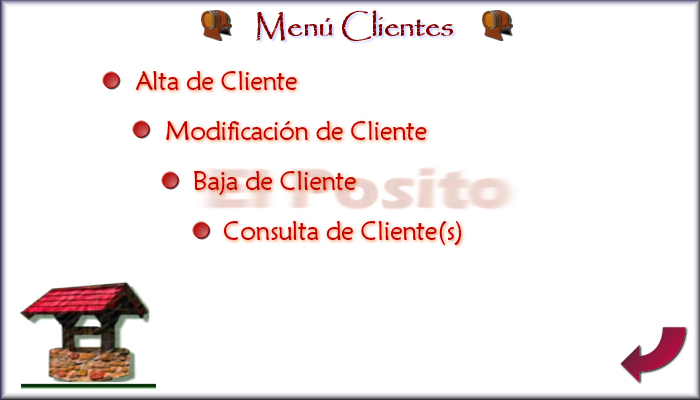 Menú Clientes
Alta de Cliente
Modificación de Cliente
Baja de Cliente
El Posito
Consulta de Cliente(s)